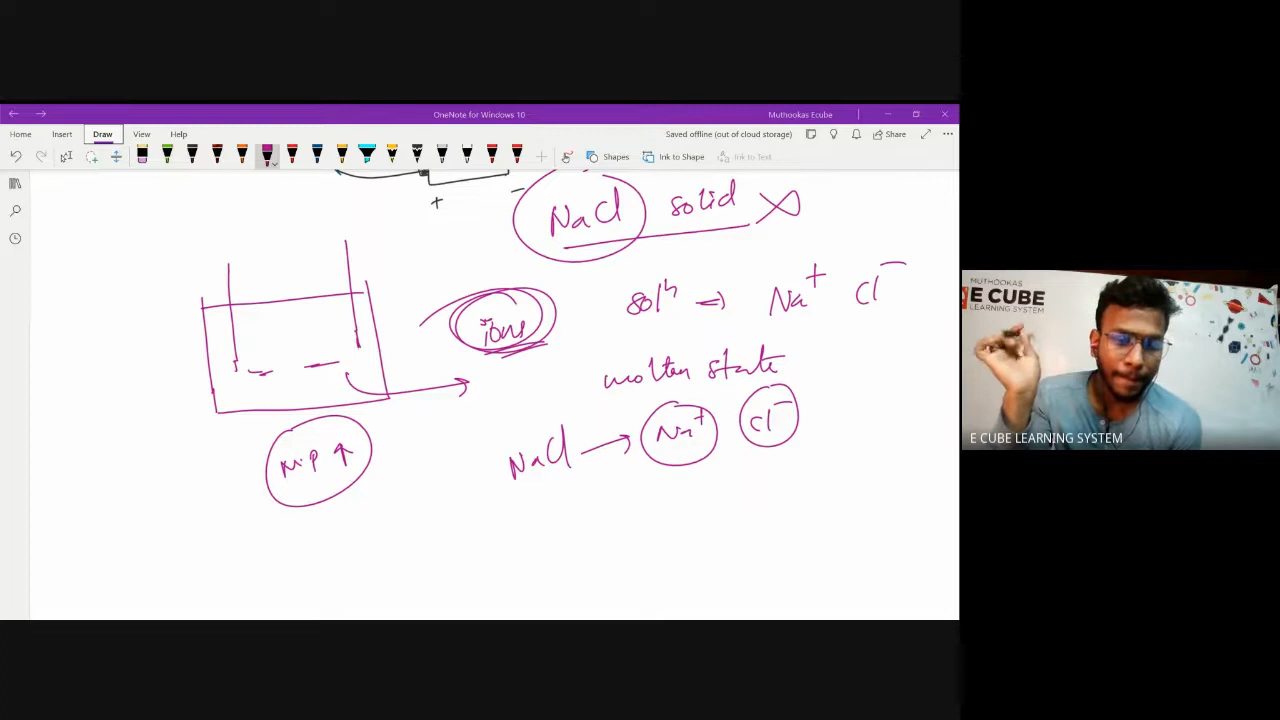 OneNote for Windows 10
Muthookas Ecube
Home Insert Draw View Help
Saved offline (out of cloud storage)
Share
Shapes
Ink to Shape
Ink to Text
+ −
NaCl solid X
solⁿ ⇒ Na⁺ Cl⁻
ions
molten state
NaCl → Na⁺ Cl⁻
M.P ↑
MUTHOOKAS
E CUBE
LEARNING SYSTEM
E CUBE LEARNING SYSTEM